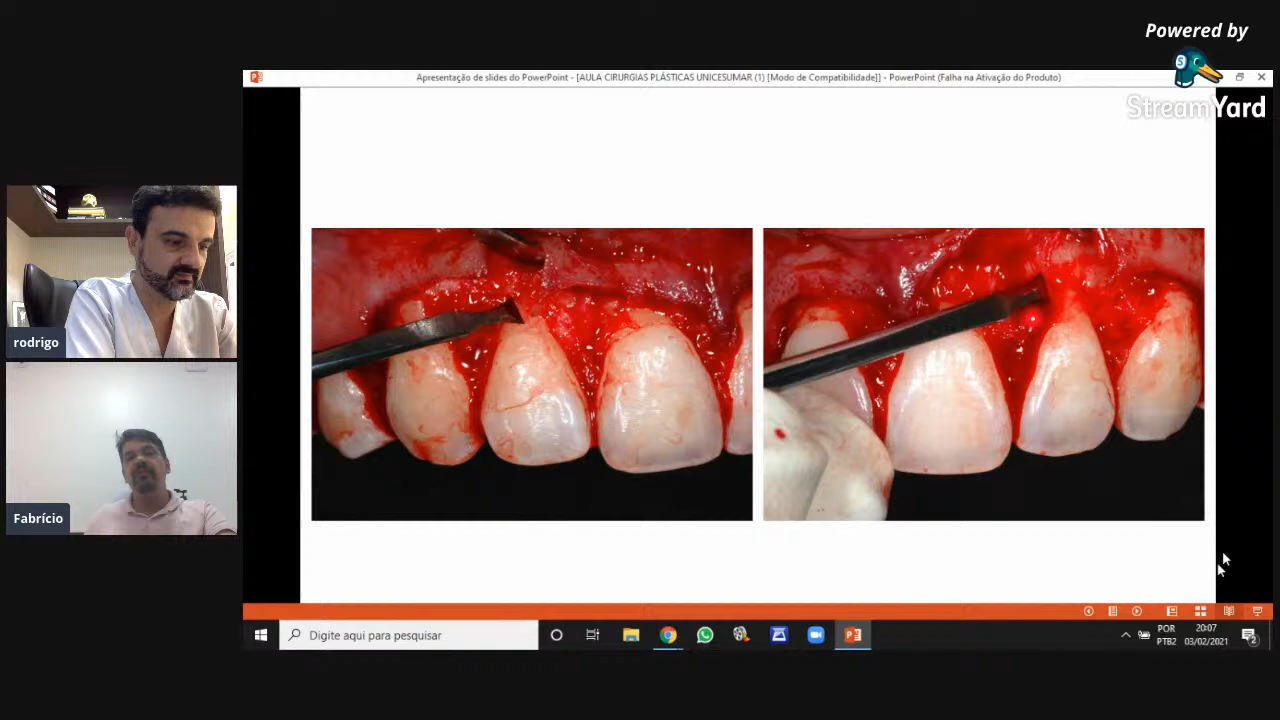 Powered by
StreamYard
Apresentação de slides do PowerPoint - [AULA CIRURGIAS PLÁSTICAS UNICESUMAR (1) [Modo de Compatibilidade]] - PowerPoint (Falha na Ativação do Produto)
rodrigo
Fabrício
Digite aqui para pesquisar
POR
PTB2
20:07
03/02/2021
2